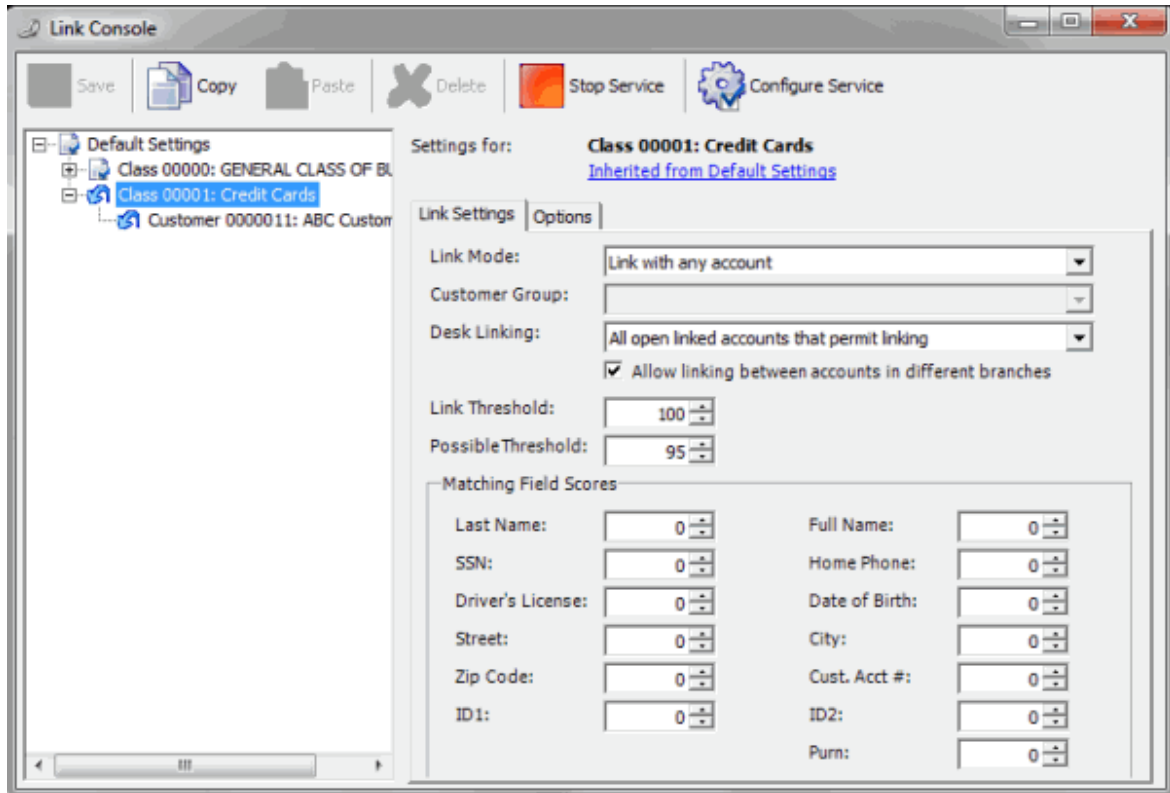 Link Console
Save Copy Paste Delete Stop Service Configure Service
Default Settings
Class 00000: GENERAL CLASS OF BU
Class 00001: Credit Cards
Customer 0000011: ABC Custom
Settings for: Class 00001: Credit Cards
Inherited from Default Settings
Link Settings Options
Link Mode: Link with any account
Customer Group:
Desk Linking: All open linked accounts that permit linking
Allow linking between accounts in different branches
Link Threshold: 100
PossibleThreshold: 95
Matching Field Scores
Last Name: 0 Full Name: 0
SSN: 0 Home Phone: 0
Driver's License: 0 Date of Birth: 0
Street: 0 City: 0
Zip Code: 0 Cust. Acct #: 0
ID1: 0 ID2: 0
Purn: 0